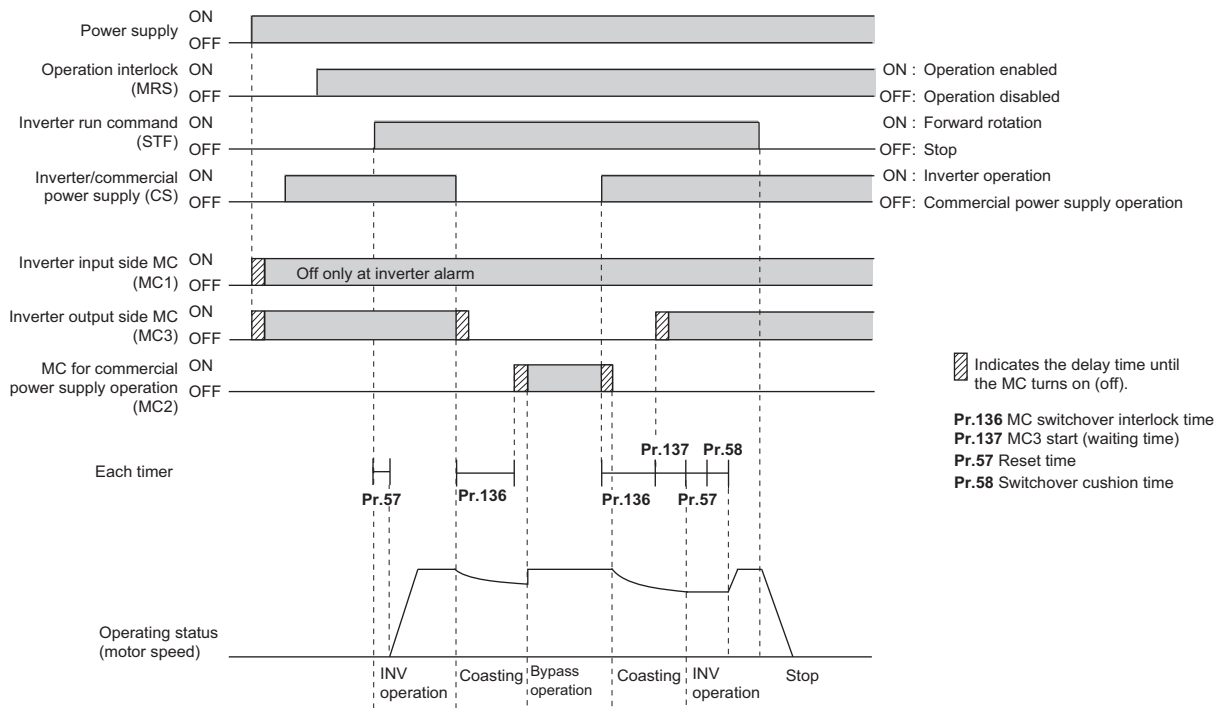 Power supply
ON
OFF
Operation interlock
(MRS)
ON
OFF
ON : Operation enabled
OFF: Operation disabled
Inverter run command
(STF)
ON
OFF
ON : Forward rotation
OFF: Stop
Inverter/commercial
power supply (CS)
ON
OFF
ON : Inverter operation
OFF: Commercial power supply operation
Inverter input side MC
(MC1)
ON
OFF
Off only at inverter alarm
Inverter output side MC
(MC3)
ON
OFF
MC for commercial
power supply operation
(MC2)
ON
OFF
Indicates the delay time until
the MC turns on (off).
Pr.136 MC switchover interlock time
Pr.137 MC3 start (waiting time)
Pr.57 Reset time
Pr.58 Switchover cushion time
Each timer
Pr.57
Pr.136
Pr.136
Pr.137
Pr.57
Pr.58
Operating status
(motor speed)
INV
operation
Coasting
Bypass
operation
Coasting
INV
operation
Stop